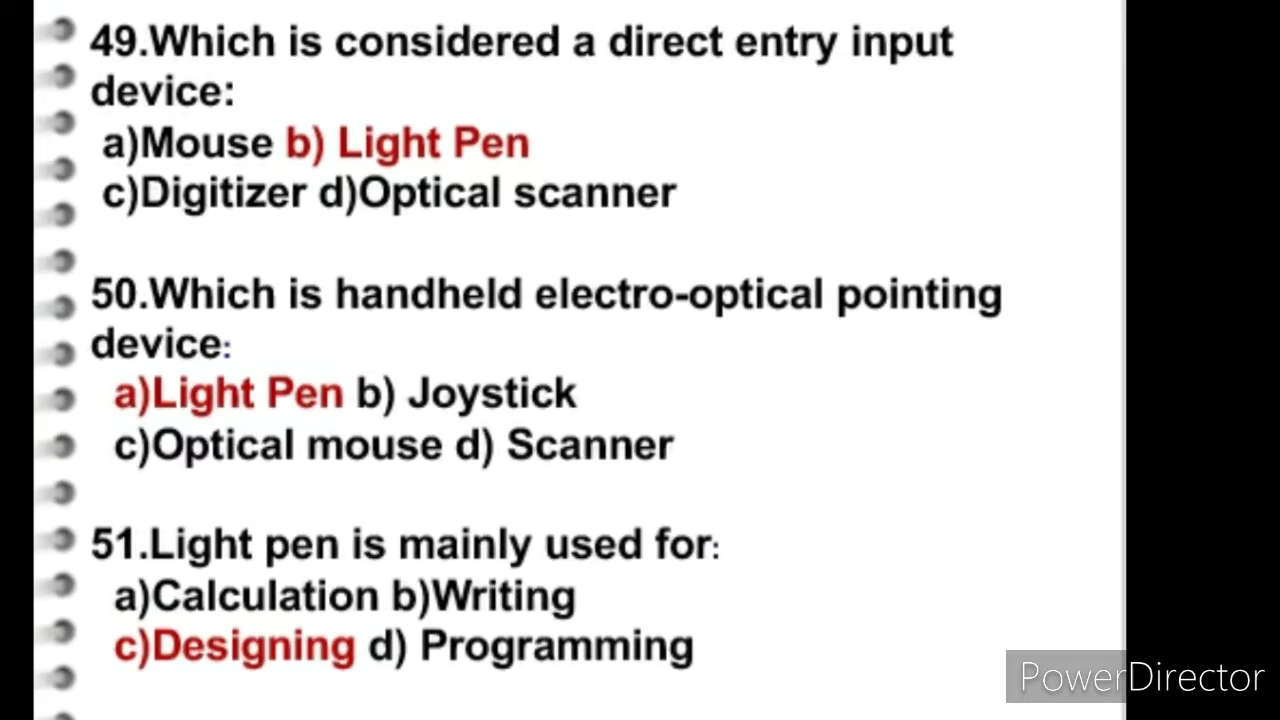 49.Which is considered a direct entry input
device:
a)Mouse b) Light Pen
c)Digitizer d)Optical scanner
50.Which is handheld electro-optical pointing
device:
a)Light Pen b) Joystick
c)Optical mouse d) Scanner
51.Light pen is mainly used for:
a)Calculation b)Writing
c)Designing d) Programming
PowerDirector